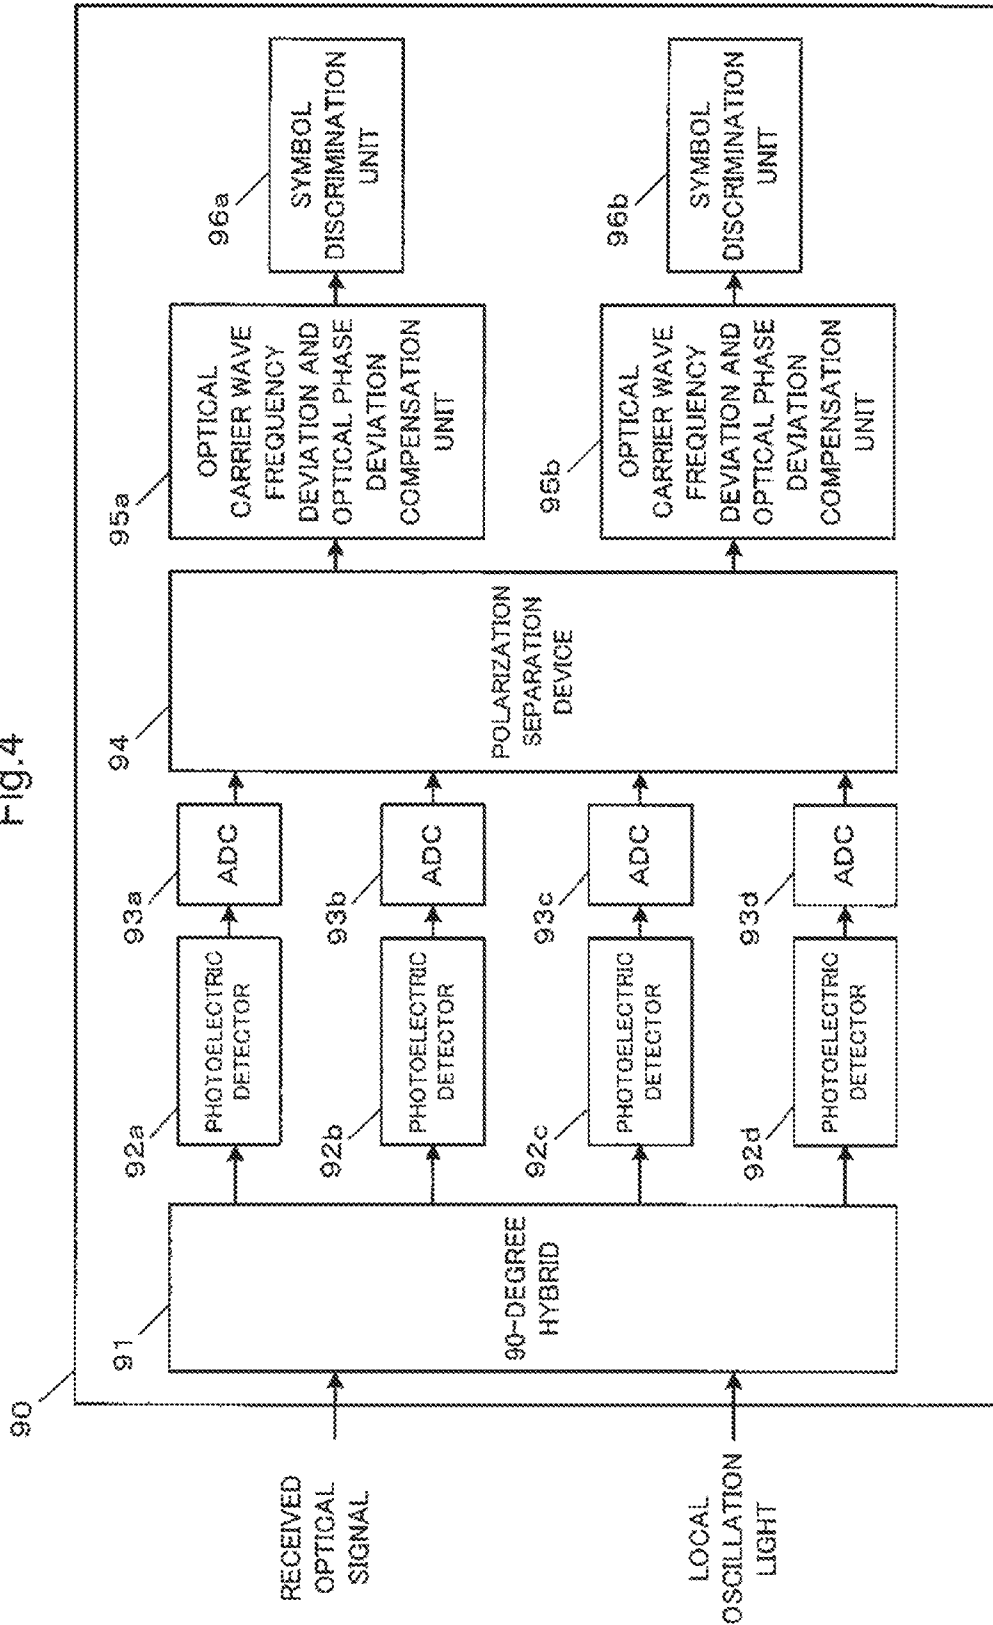 Fig.4
90
RECEIVED
OPTICAL
SIGNAL
LOCAL
OSCILLATION
LIGHT
91
90-DEGREE
HYBRID
92a
PHOTOELECTRIC
DETECTOR
92b
PHOTOELECTRIC
DETECTOR
92c
PHOTOELECTRIC
DETECTOR
92d
PHOTOELECTRIC
DETECTOR
93a
ADC
93b
ADC
93c
ADC
93d
ADC
94
POLARIZATION
SEPARATION
DEVICE
95a
OPTICAL
CARRIER WAVE
FREQUENCY
DEVIATION AND
OPTICAL PHASE
DEVIATION
COMPENSATION
UNIT
95b
OPTICAL
CARRIER WAVE
FREQUENCY
DEVIATION AND
OPTICAL PHASE
DEVIATION
COMPENSATION
UNIT
96a
SYMBOL
DISCRIMINATION
UNIT
96b
SYMBOL
DISCRIMINATION
UNIT